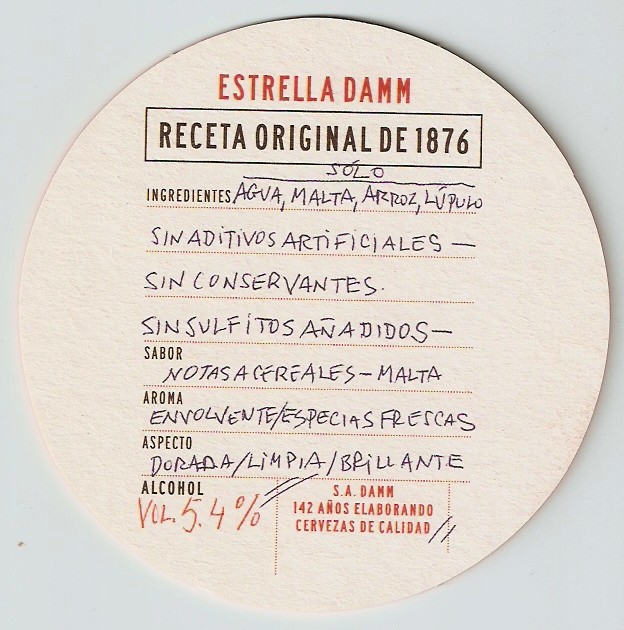 ESTRELLA DAMM
RECETA ORIGINAL DE 1876
SÓLO
INGREDIENTES AGUA, MALTA, ARROZ, LÚPULO
SIN ADITIVOS ARTIFICIALES —
SIN CONSERVANTES.
SIN SULFITOS AÑADIDOS —
SABOR
NOTAS A CEREALES - MALTA
AROMA
ENVOLVENTE/ESPECIAS FRESCAS
ASPECTO
DORADA/LIMPIA/BRILLANTE
ALCOHOL
VOL. 5.4%
S.A. DAMM
142 AÑOS ELABORANDO
CERVEZAS DE CALIDAD